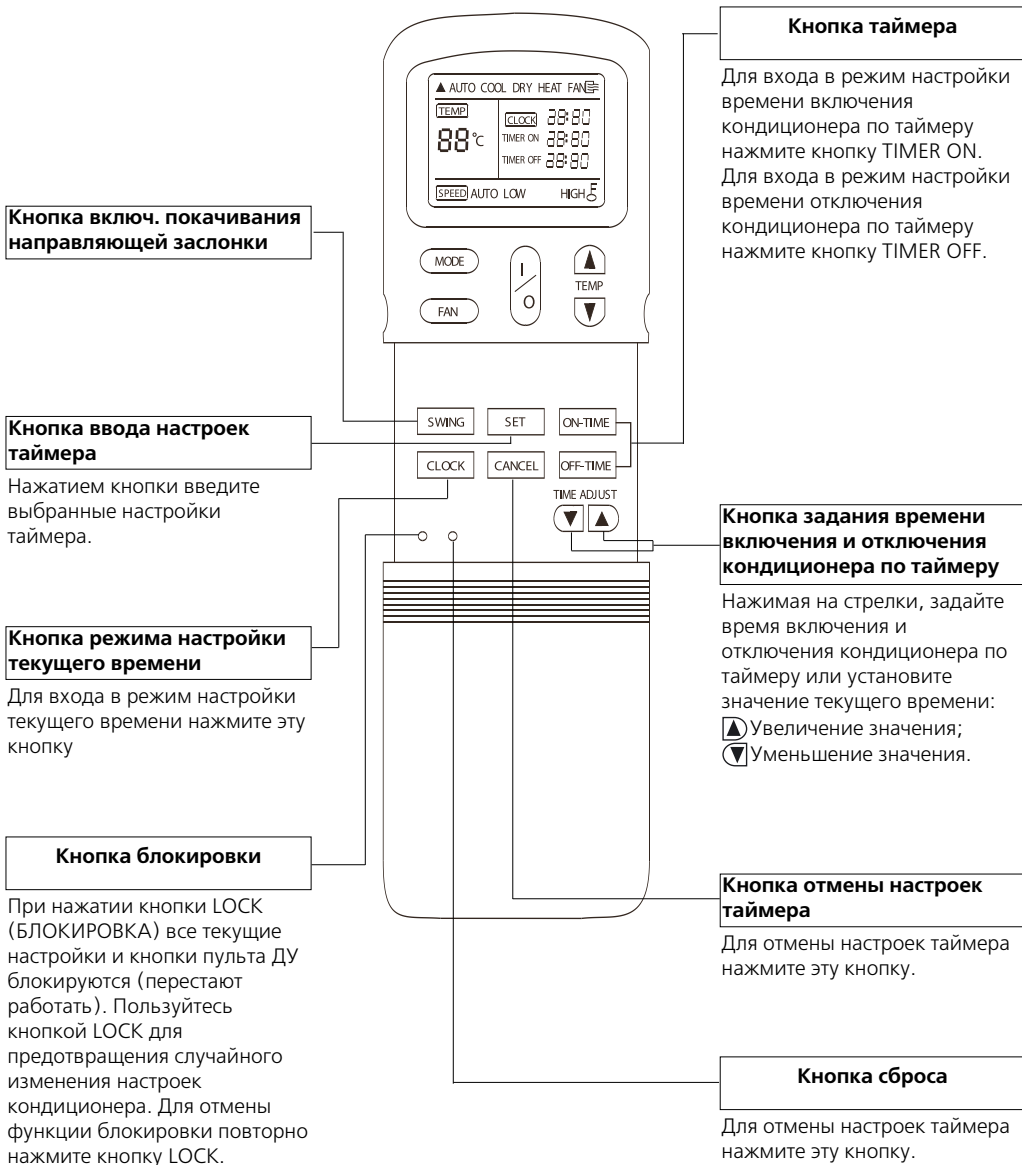 Кнопка таймера
Для входа в режим настройки
времени включения
кондиционера по таймеру
нажмите кнопку TIMER ON.
Для входа в режим настройки
времени отключения
кондиционера по таймеру
нажмите кнопку TIMER OFF.
AUTO COOL DRY HEAT FAN
TEMP
88°C
CLOCK 28:80
TIMER ON 28:80
TIMER OFF 28:80
SPEED AUTO LOW HIGH
Кнопка включ. покачивания
направляющей заслонки
MODE
FAN
I/O
TEMP
SWING SET ON-TIME
CLOCK CANCEL OFF-TIME
TIME ADJUST
Кнопка ввода настроек
таймера
Нажатием кнопки введите
выбранные настройки
таймера.
Кнопка задания времени
включения и отключения
кондиционера по таймеру
Нажимая на стрелки, задайте
время включения и
отключения кондиционера по
таймеру или установите
значение текущего времени:
Увеличение значения;
Уменьшение значения.
Кнопка режима настройки
текущего времени
Для входа в режим настройки
текущего времени нажмите эту
кнопку
Кнопка блокировки
При нажатии кнопки LOCK
(БЛОКИРОВКА) все текущие
настройки и кнопки пульта ДУ
блокируются (перестают
работать). Пользуйтесь
кнопкой LOCK для
предотвращения случайного
изменения настроек
кондиционера. Для отмены
функции блокировки повторно
нажмите кнопку LOCK.
Кнопка отмены настроек
таймера
Для отмены настроек таймера
нажмите эту кнопку.
Кнопка сброса
Для отмены настроек таймера
нажмите эту кнопку.